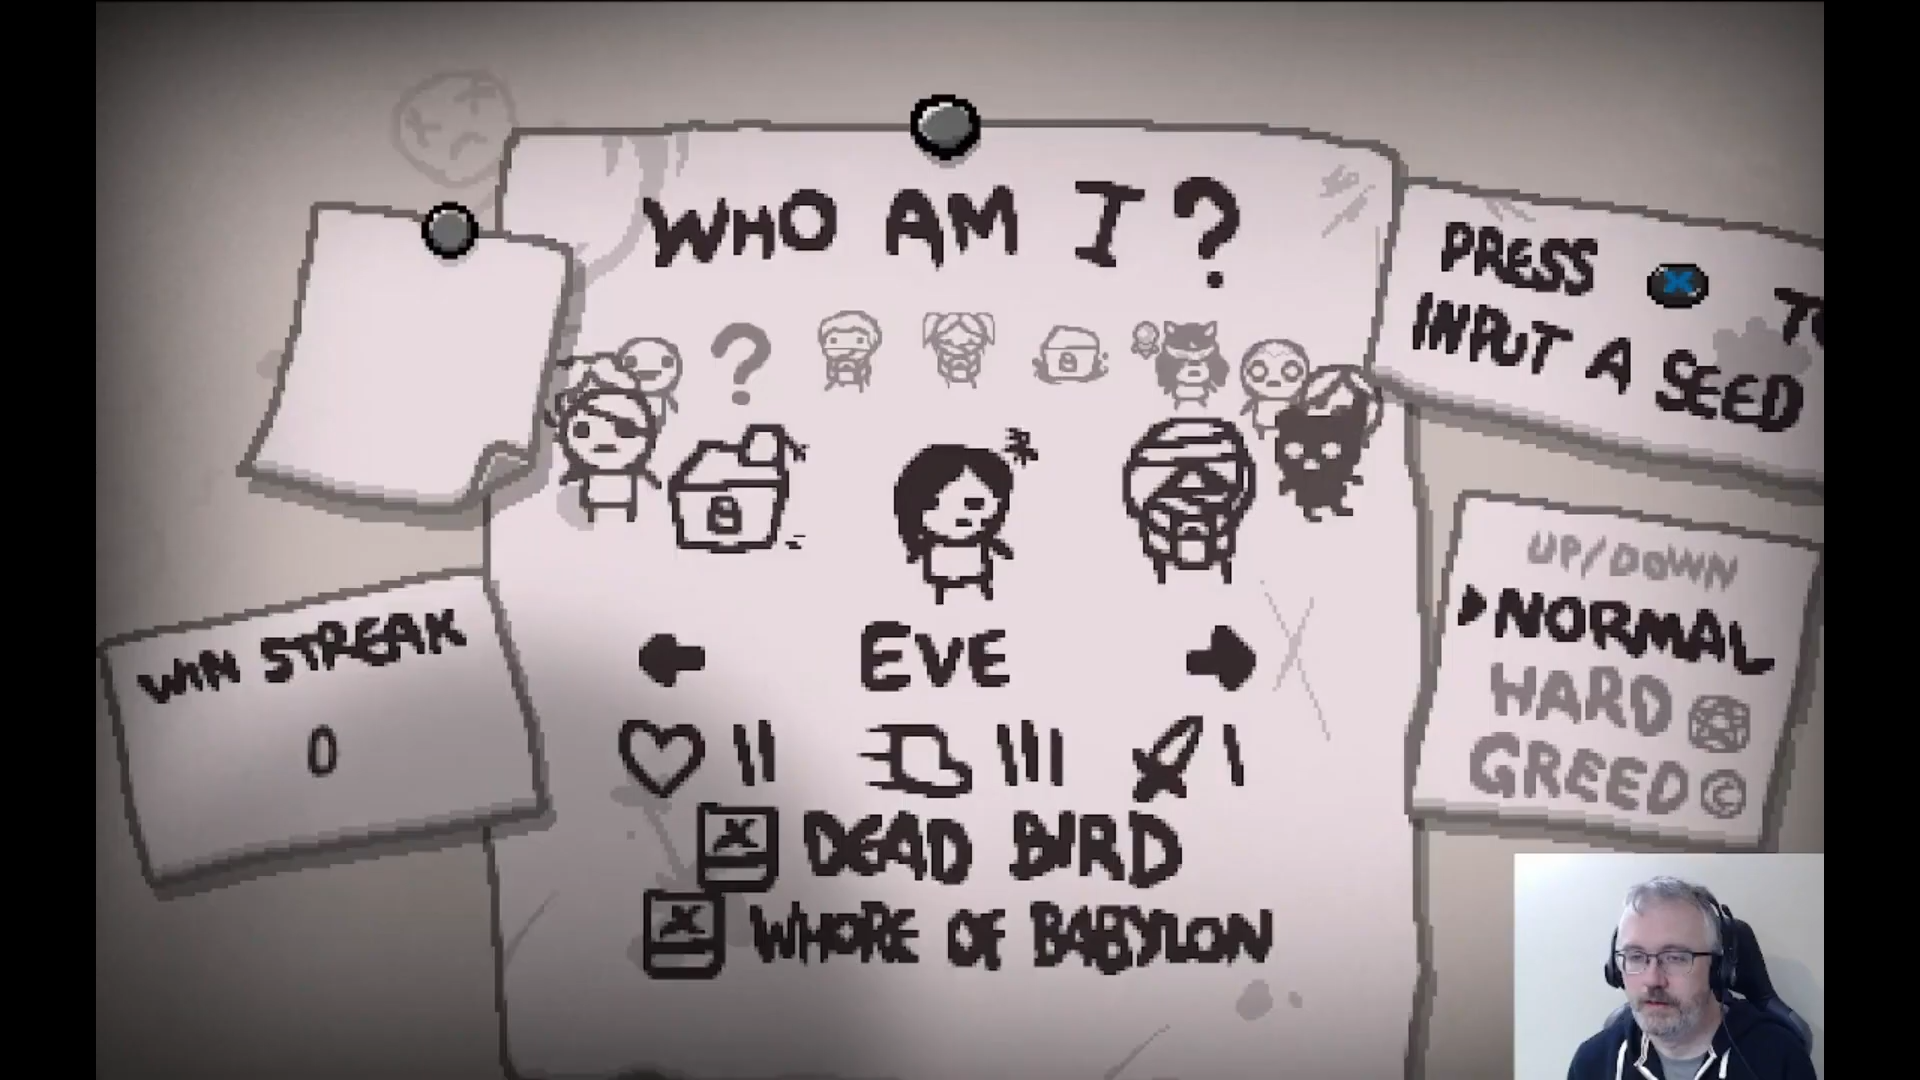 WHO AM I?
PRESS X TO
INPUT A SEED
?
WIN STREAK
0
EVE
DEAD BIRD
WHORE OF BABYLON
UP/DOWN
NORMAL
HARD
GREED